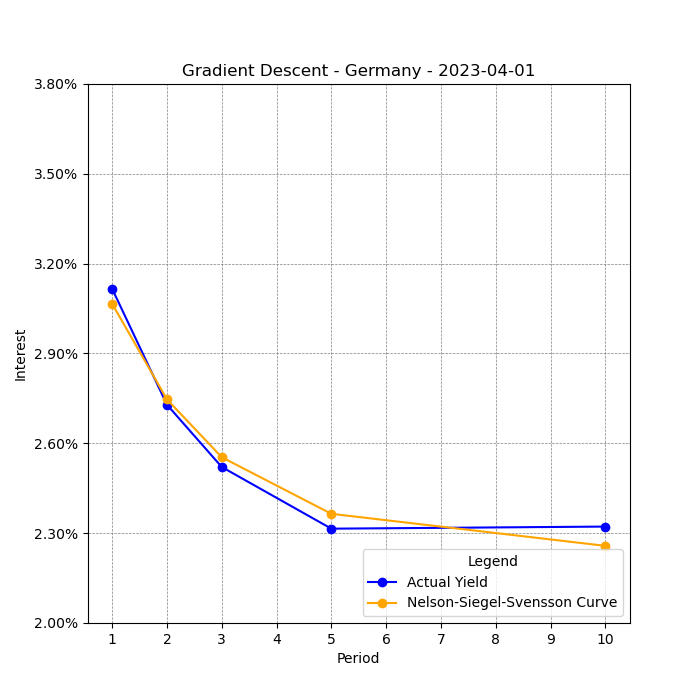 Gradient Descent - Germany - 2023-04-01
3.80%
3.50%
3.20%
2.90%
2.60%
2.30%
2.00%
Interest
Legend
Actual Yield
Nelson-Siegel-Svensson Curve
1 2 3 4 5 6 7 8 9 10
Period